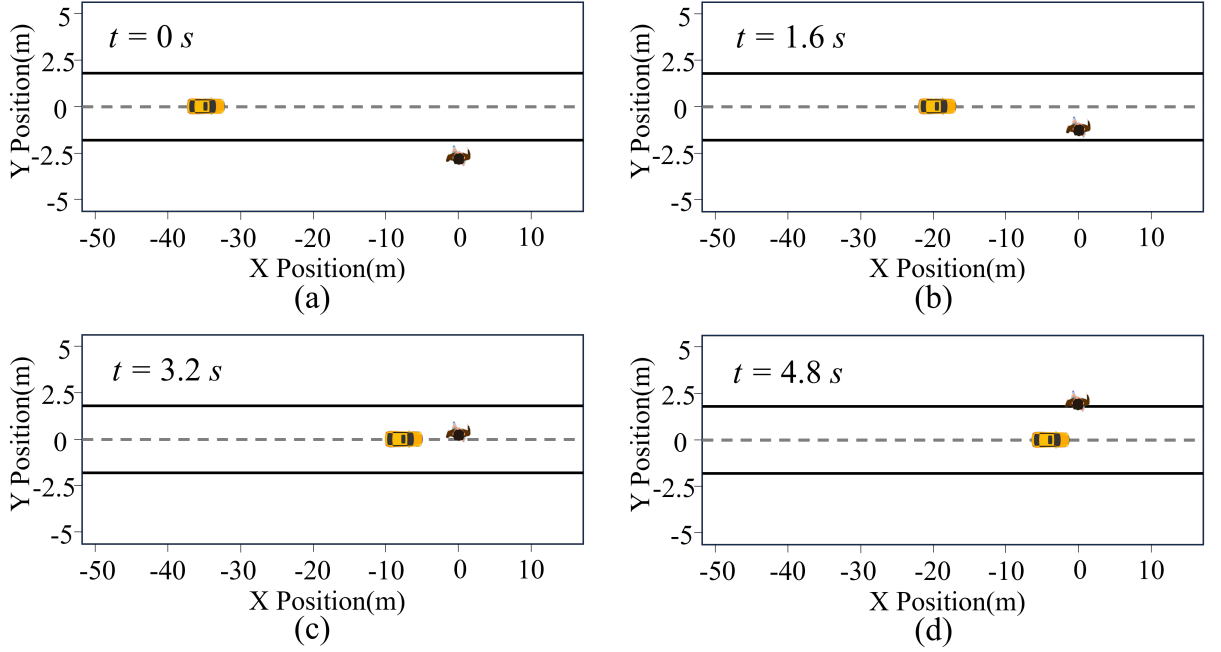 t = 0 s
5
2.5
0
-2.5
-5
Y Position(m)
-50 -40 -30 -20 -10 0 10
X Position(m)
(a)
t = 1.6 s
5
2.5
0
-2.5
-5
Y Position(m)
-50 -40 -30 -20 -10 0 10
X Position(m)
(b)
t = 3.2 s
5
2.5
0
-2.5
-5
Y Position(m)
-50 -40 -30 -20 -10 0 10
X Position(m)
(c)
t = 4.8 s
5
2.5
0
-2.5
-5
Y Position(m)
-50 -40 -30 -20 -10 0 10
X Position(m)
(d)